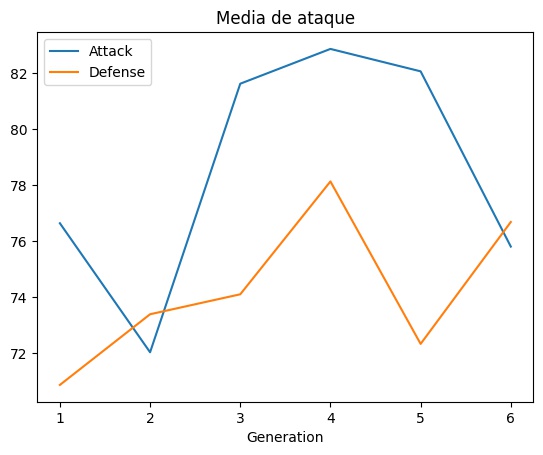 Media de ataque
Attack
Defense
82
80
78
76
74
72
1 2 3 4 5 6
Generation